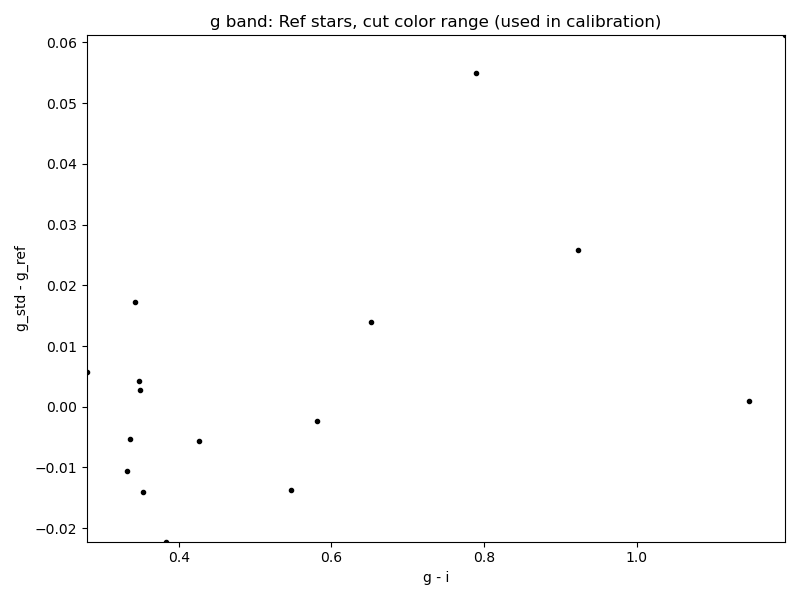 g band: Ref stars, cut color range (used in calibration)
0.06
0.05
0.04
0.03
0.02
0.01
0.00
−0.01
−0.02
g_std - g_ref
0.4 0.6 0.8 1.0
g - i